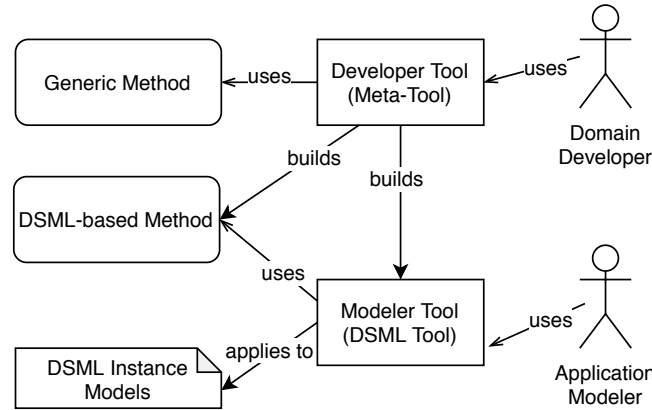 Generic Method
uses
Developer Tool
(Meta-Tool)
uses
Domain
Developer
builds
builds
DSML-based Method
uses
Modeler Tool
(DSML Tool)
uses
applies to
DSML Instance
Models
Application
Modeler